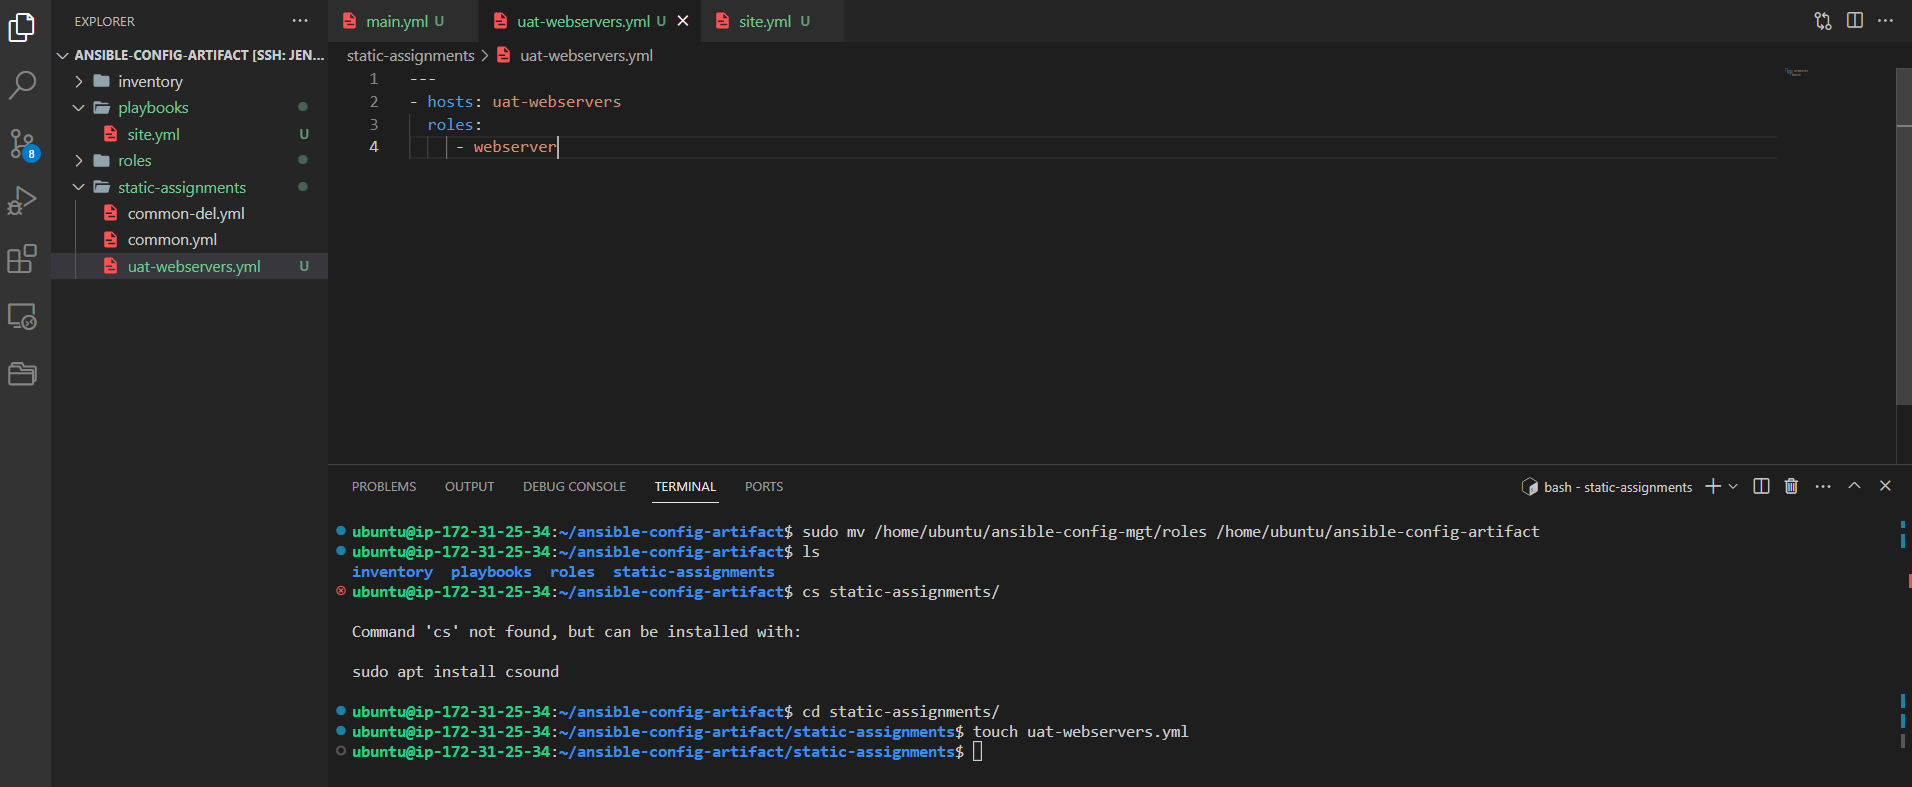 EXPLORER
ANSIBLE-CONFIG-ARTIFACT [SSH: JEN...
inventory
playbooks
site.yml U
roles
static-assignments
common-del.yml
common.yml
uat-webservers.yml U
8
main.yml U
uat-webservers.yml U
site.yml U
static-assignments > uat-webservers.yml
1 ---
2 - hosts: uat-webservers
3 roles:
4 - webserver
PROBLEMS OUTPUT DEBUG CONSOLE TERMINAL PORTS
bash - static-assignments
ubuntu@ip-172-31-25-34:~/ansible-config-artifact$ sudo mv /home/ubuntu/ansible-config-mgt/roles /home/ubuntu/ansible-config-artifact
ubuntu@ip-172-31-25-34:~/ansible-config-artifact$ ls
inventory playbooks roles static-assignments
ubuntu@ip-172-31-25-34:~/ansible-config-artifact$ cs static-assignments/
Command 'cs' not found, but can be installed with:
sudo apt install csound
ubuntu@ip-172-31-25-34:~/ansible-config-artifact$ cd static-assignments/
ubuntu@ip-172-31-25-34:~/ansible-config-artifact/static-assignments$ touch uat-webservers.yml
ubuntu@ip-172-31-25-34:~/ansible-config-artifact/static-assignments$